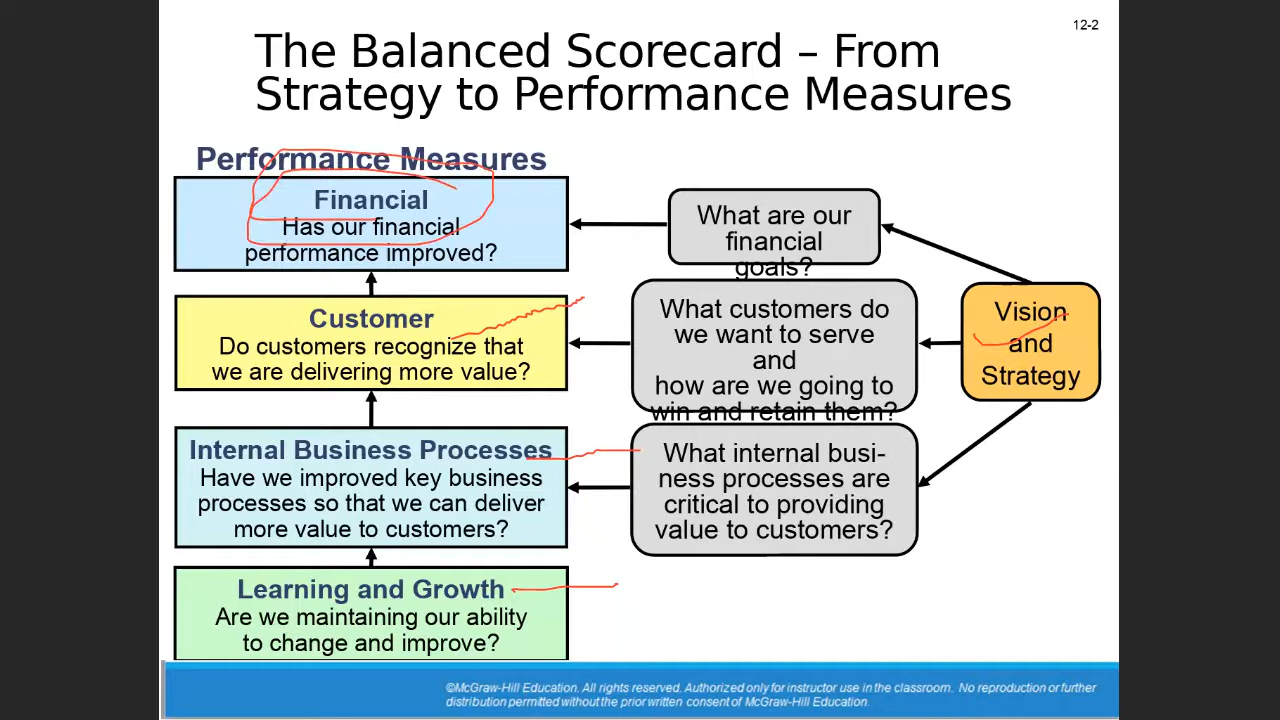 12-2
The Balanced Scorecard – From
Strategy to Performance Measures
Performance Measures
Financial
Has our financial
performance improved?
What are our
financial
goals?
Customer
Do customers recognize that
we are delivering more value?
What customers do
we want to serve
and
how are we going to
win and retain them?
Vision
and
Strategy
Internal Business Processes
Have we improved key business
processes so that we can deliver
more value to customers?
What internal busi-
ness processes are
critical to providing
value to customers?
Learning and Growth
Are we maintaining our ability
to change and improve?
©McGraw-Hill Education. All rights reserved. Authorized only for instructor use in the classroom. No reproduction or further
distribution permitted without the prior written consent of McGraw-Hill Education.